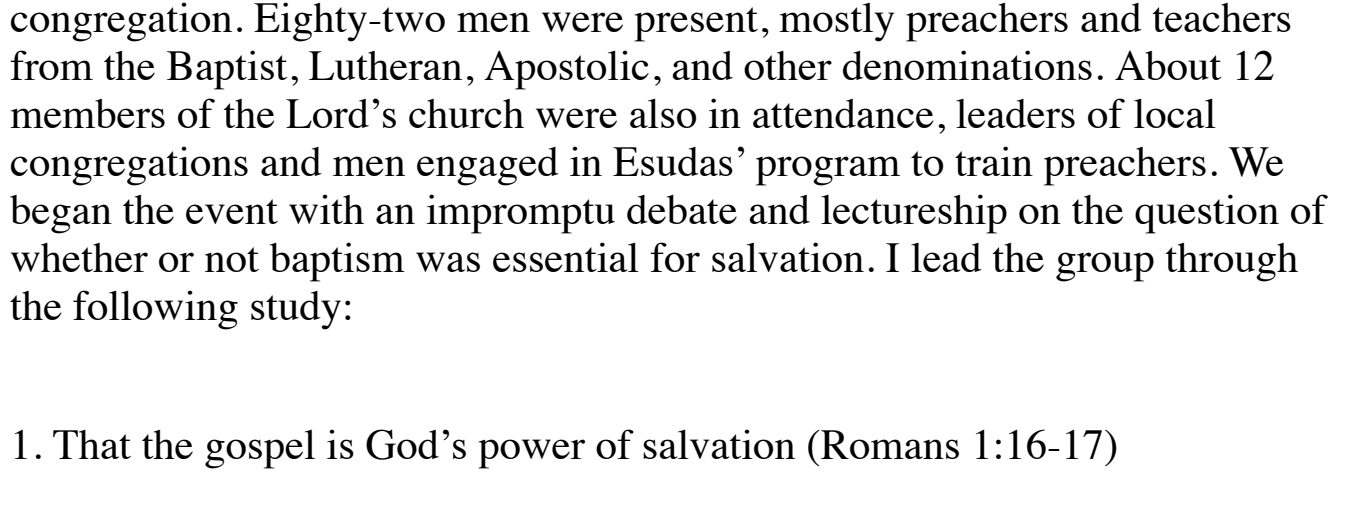 congregation. Eighty-two men were present, mostly preachers and teachers
from the Baptist, Lutheran, Apostolic, and other denominations. About 12
members of the Lord’s church were also in attendance, leaders of local
congregations and men engaged in Esudas’ program to train preachers. We
began the event with an impromptu debate and lectureship on the question of
whether or not baptism was essential for salvation. I lead the group through
the following study:
1. That the gospel is God’s power of salvation (Romans 1:16-17)